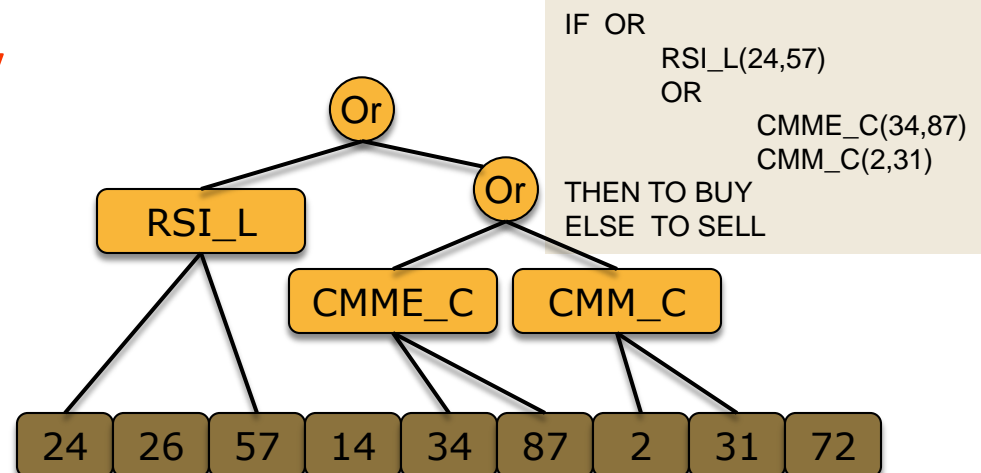 IF OR
RSI_L(24,57)
OR
CMME_C(34,87)
CMM_C(2,31)
THEN TO BUY
ELSE TO SELL
Or
Or
RSI_L
CMME_C CMM_C
24 26 57 14 34 87 2 31 72